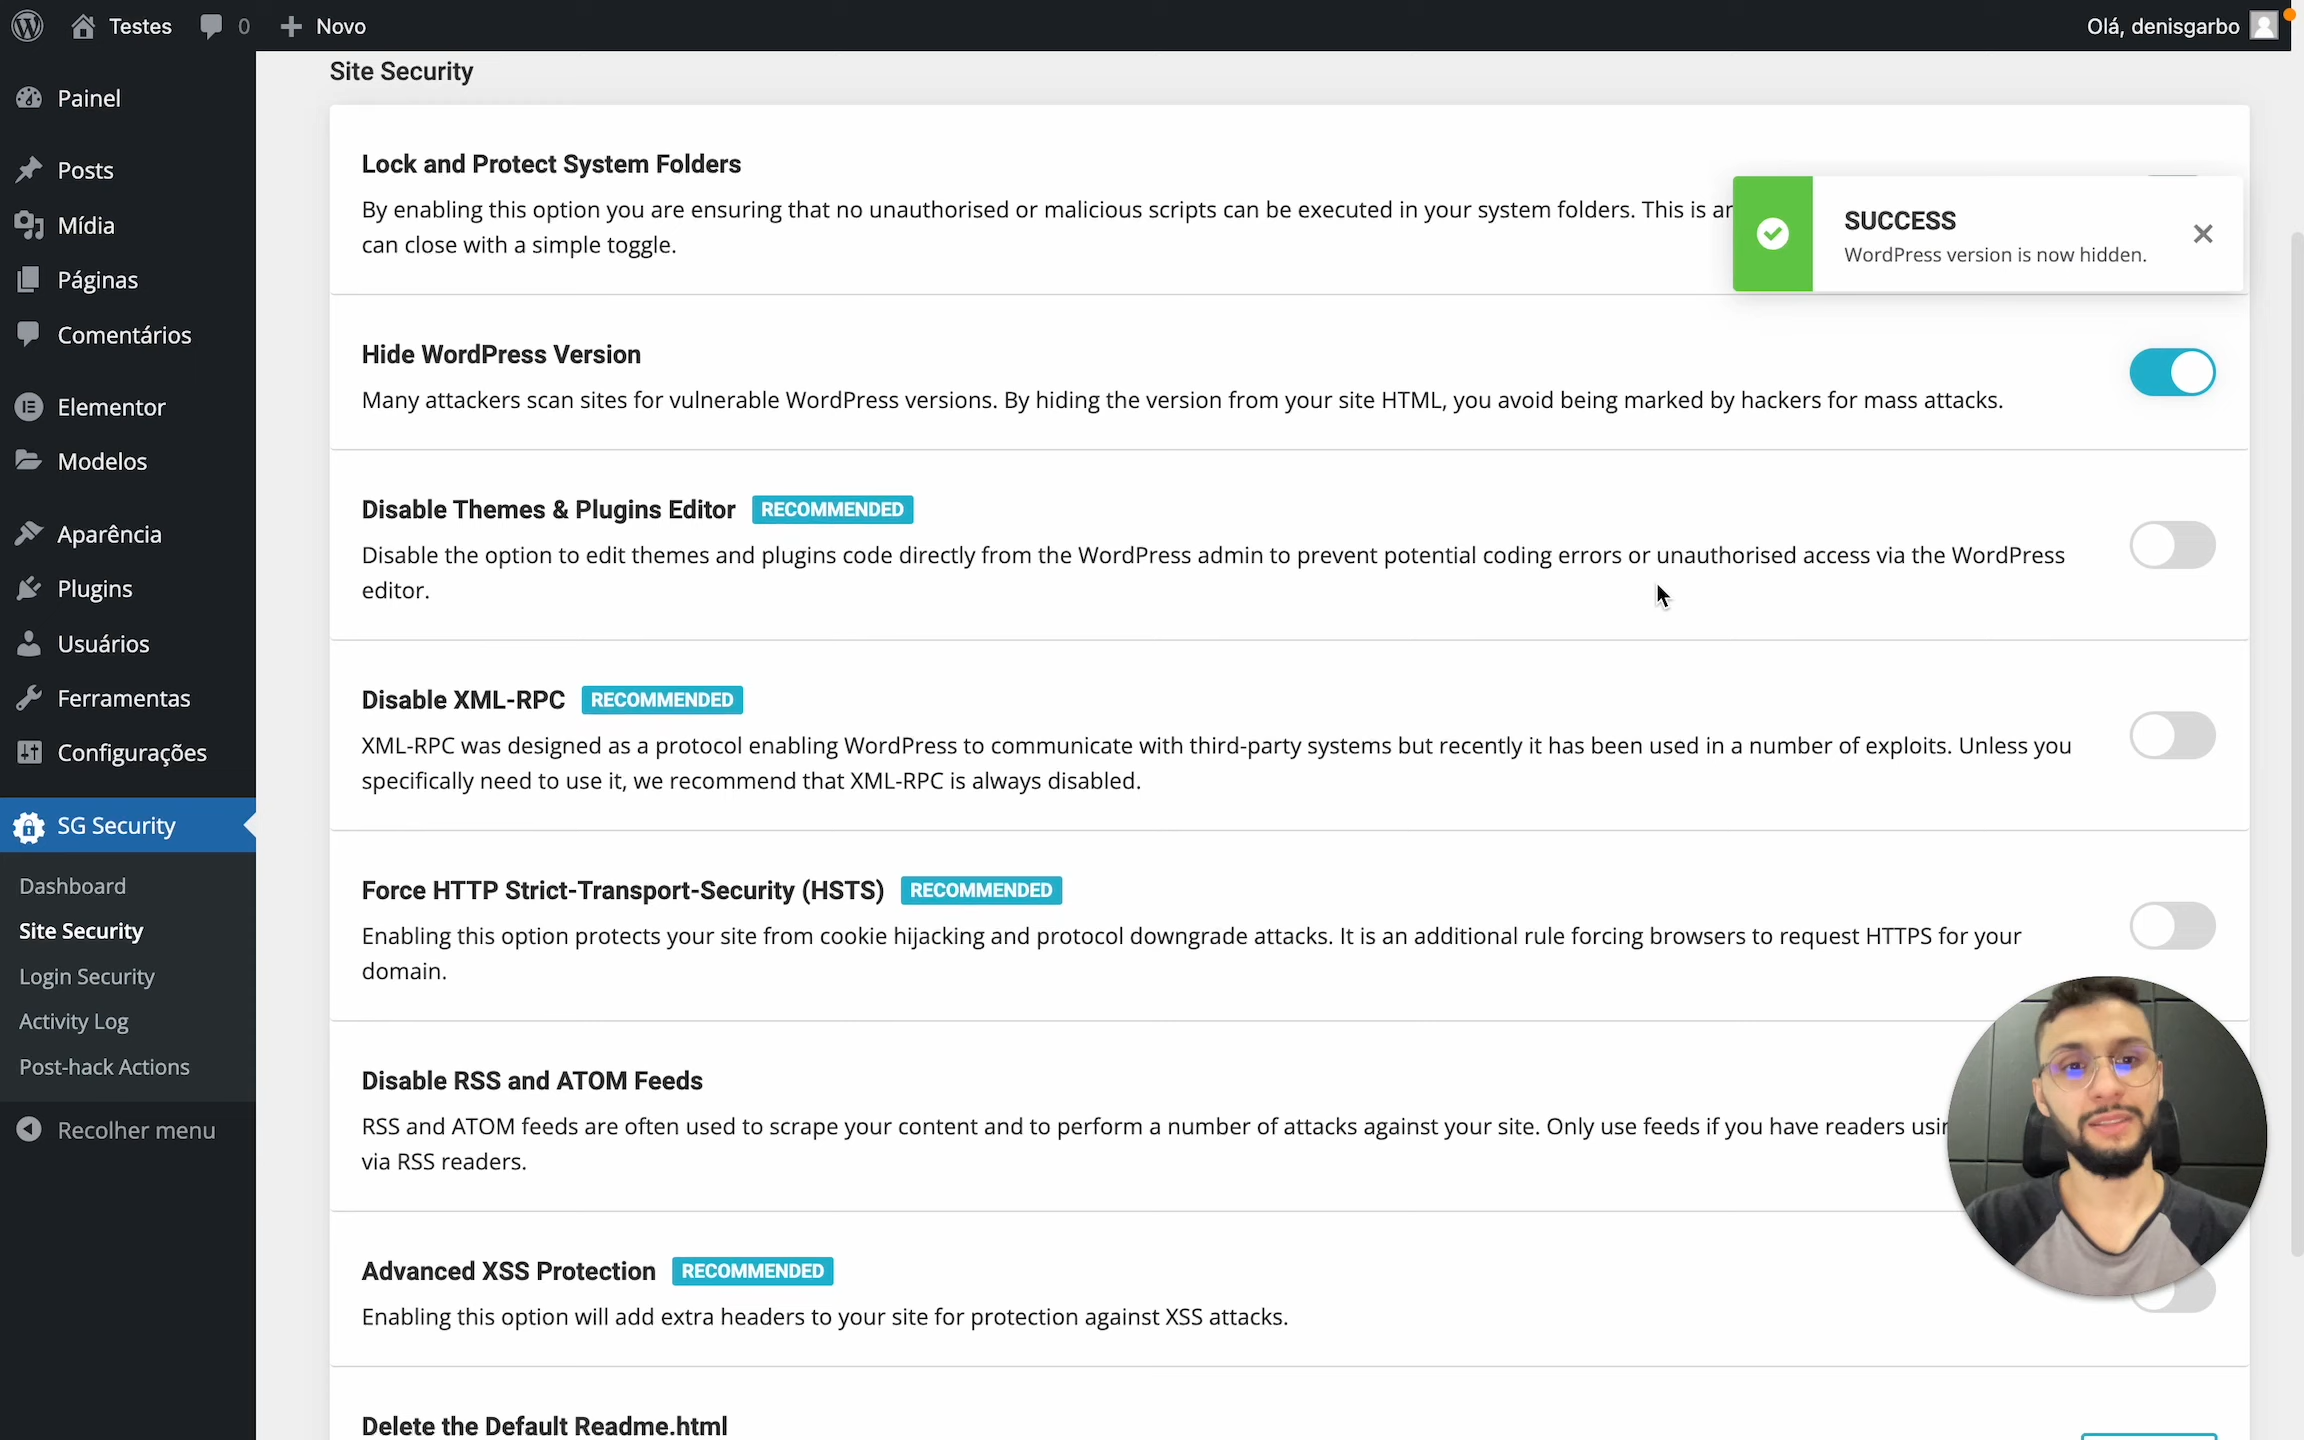 Testes
0
Novo
Olá, denisgarbo
Painel
Posts
Mídia
Páginas
Comentários
Elementor
Modelos
Aparência
Plugins
Usuários
Ferramentas
Configurações
SG Security
Dashboard
Site Security
Login Security
Activity Log
Post-hack Actions
Recolher menu
Site Security
Lock and Protect System Folders
By enabling this option you are ensuring that no unauthorised or malicious scripts can be executed in your system folders. This is
can close with a simple toggle.
SUCCESS
WordPress version is now hidden.
Hide WordPress Version
Many attackers scan sites for vulnerable WordPress versions. By hiding the version from your site HTML, you avoid being marked by hackers for mass attacks.
Disable Themes & Plugins Editor RECOMMENDED
Disable the option to edit themes and plugins code directly from the WordPress admin to prevent potential coding errors or unauthorised access via the WordPress
editor.
Disable XML-RPC RECOMMENDED
XML-RPC was designed as a protocol enabling WordPress to communicate with third-party systems but recently it has been used in a number of exploits. Unless you
specifically need to use it, we recommend that XML-RPC is always disabled.
Force HTTP Strict-Transport-Security (HSTS) RECOMMENDED
Enabling this option protects your site from cookie hijacking and protocol downgrade attacks. It is an additional rule forcing browsers to request HTTPS for your
domain.
Disable RSS and ATOM Feeds
RSS and ATOM feeds are often used to scrape your content and to perform a number of attacks against your site. Only use feeds if you have readers
via RSS readers.
Advanced XSS Protection RECOMMENDED
Enabling this option will add extra headers to your site for protection against XSS attacks.
Delete the Default Readme.html